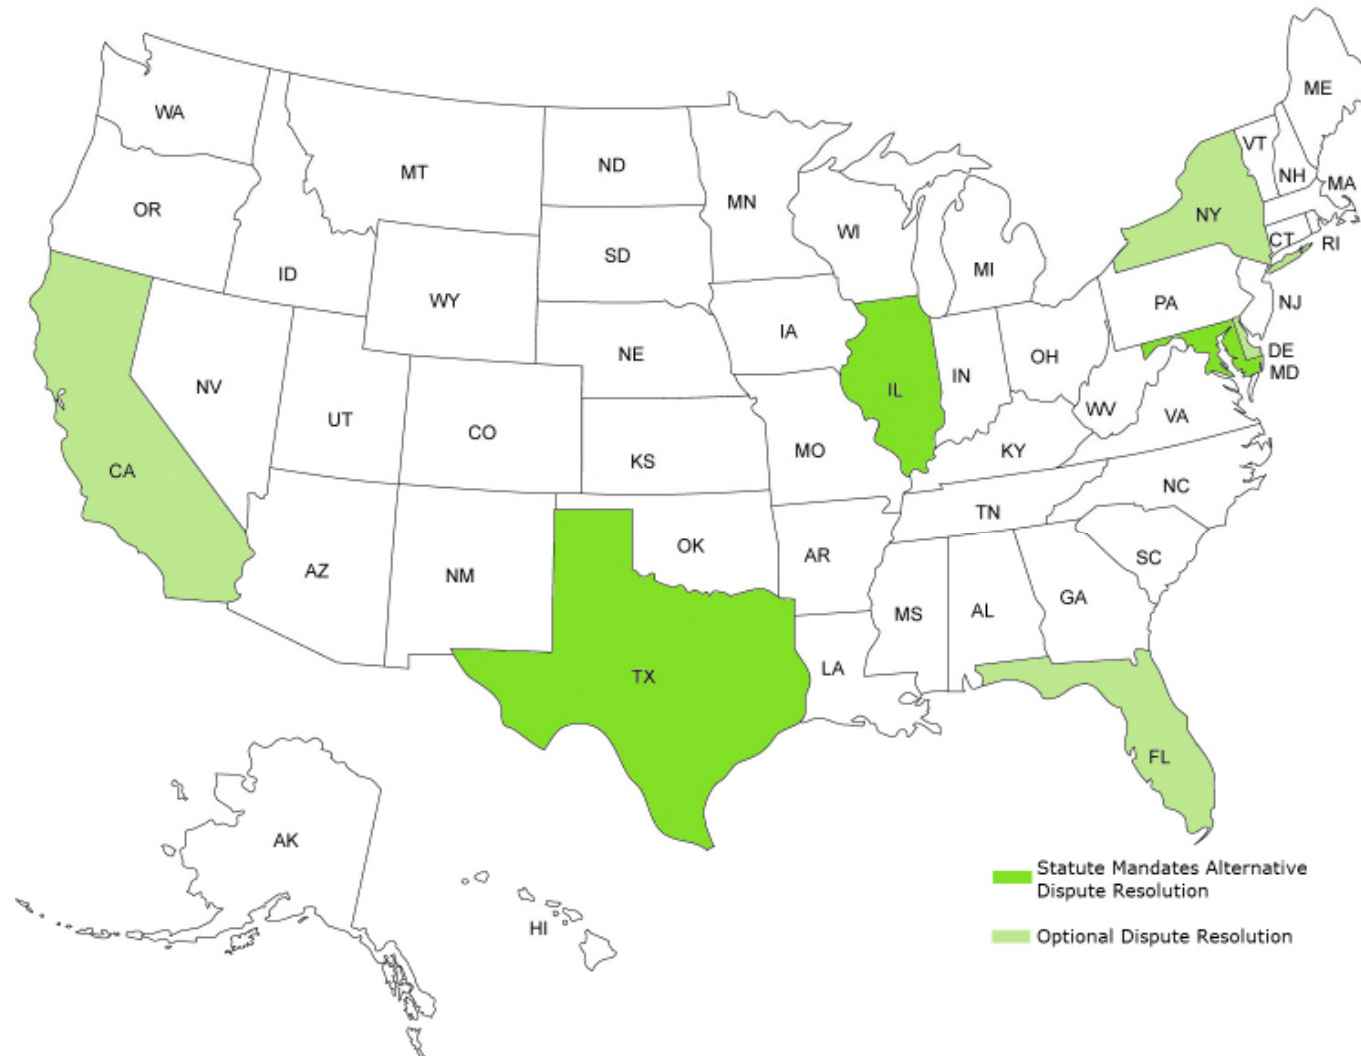 ME
WA
VT
MT
ND
NH
MA
MN
OR
NY
WI
CT
RI
SD
MI
ID
WY
PA
NJ
IA
NE
OH
DE
MD
IN
NV
IL
WV
VA
UT
CO
MO
KY
KS
CA
NC
TN
OK
AR
SC
AZ
NM
GA
MS
AL
LA
TX
FL
AK
Statute Mandates Alternative
Dispute Resolution
HI
Optional Dispute Resolution